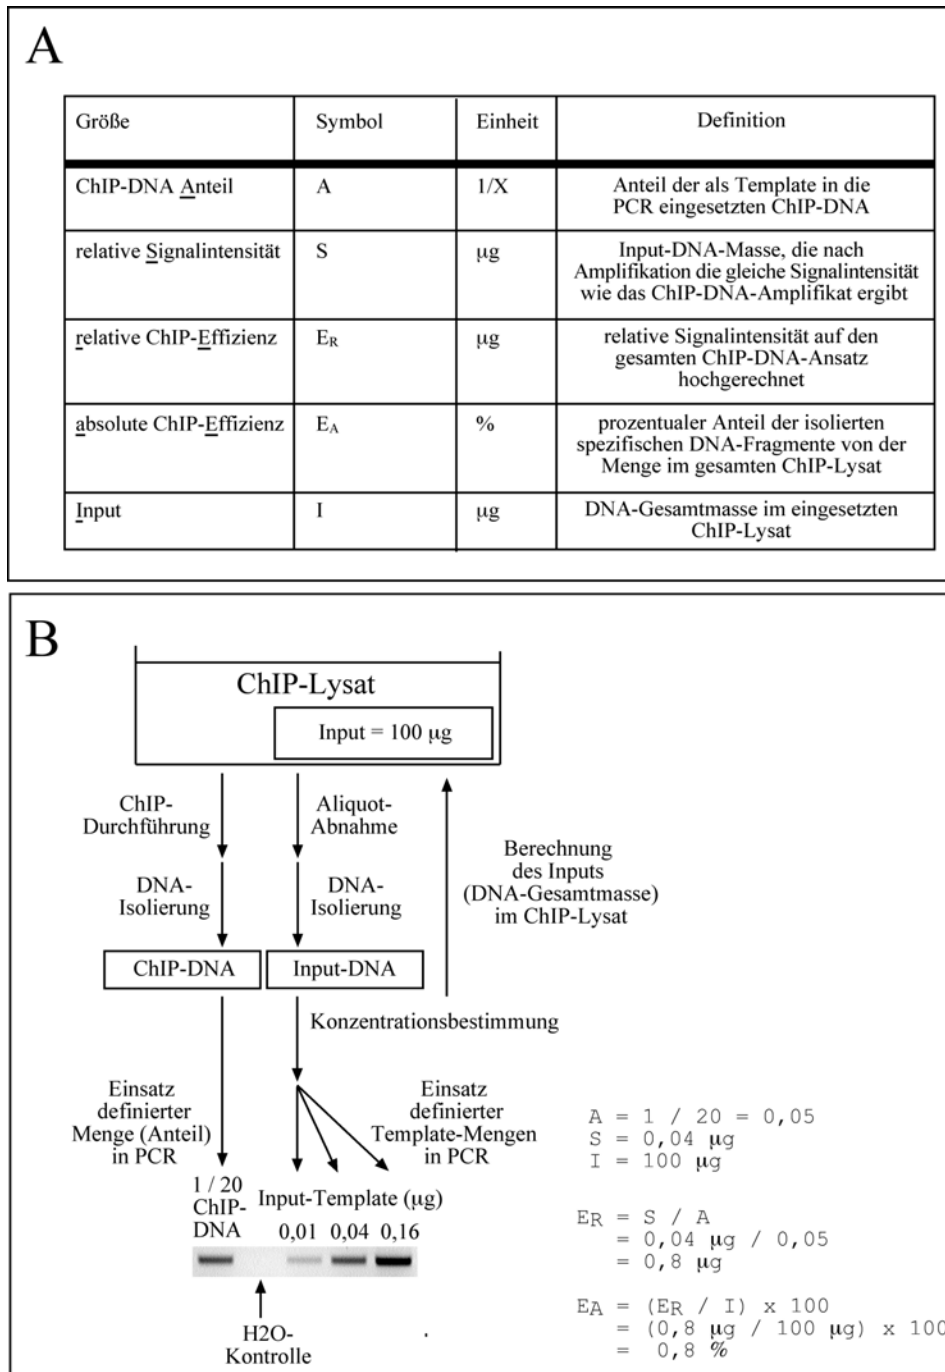 A
Größe Symbol Einheit Definition
ChIP-DNA Anteil A 1/X Anteil der als Template in die
PCR eingesetzten ChIP-DNA
relative Signalintensität S µg Input-DNA-Masse, die nach
Amplifikation die gleiche Signalintensität
wie das ChIP-DNA-Amplifikat ergibt
relative ChIP-Effizienz ER µg relative Signalintensität auf den
gesamten ChIP-DNA-Ansatz
hochgerechnet
absolute ChIP-Effizienz EA % prozentualer Anteil der isolierten
spezifischen DNA-Fragmente von der
Menge im gesamten ChIP-Lysat
Input I µg DNA-Gesamtmasse im eingesetzten
ChIP-Lysat
B
ChIP-Lysat
Input = 100 µg
ChIP-
Durchführung
Aliquot-
Abnahme
Berechnung
des Inputs
(DNA-Gesamtmasse)
im ChIP-Lysat
DNA-
Isolierung
DNA-
Isolierung
ChIP-DNA
Input-DNA
Konzentrationsbestimmung
Einsatz
definierter
Menge (Anteil)
in PCR
Einsatz
definierter
Template-Mengen
in PCR
1 / 20
ChIP-
DNA
Input-Template (µg)
0,01 0,04 0,16
H2O-
Kontrolle
A = 1 / 20 = 0,05
S = 0,04 µg
I = 100 µg
ER = S / A
= 0,04 µg / 0,05
= 0,8 µg
EA = (ER / I) x 100
= (0,8 µg / 100 µg) x 100
= 0,8 %